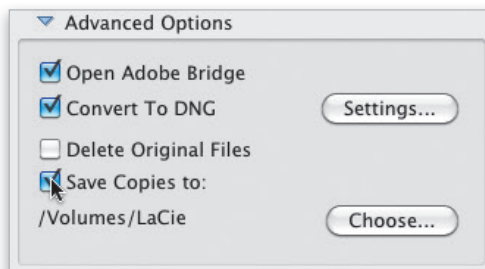 Advanced Options
Open Adobe Bridge
Convert To DNG Settings...
Delete Original Files
Save Copies to:
/Volumes/LaCie Choose...